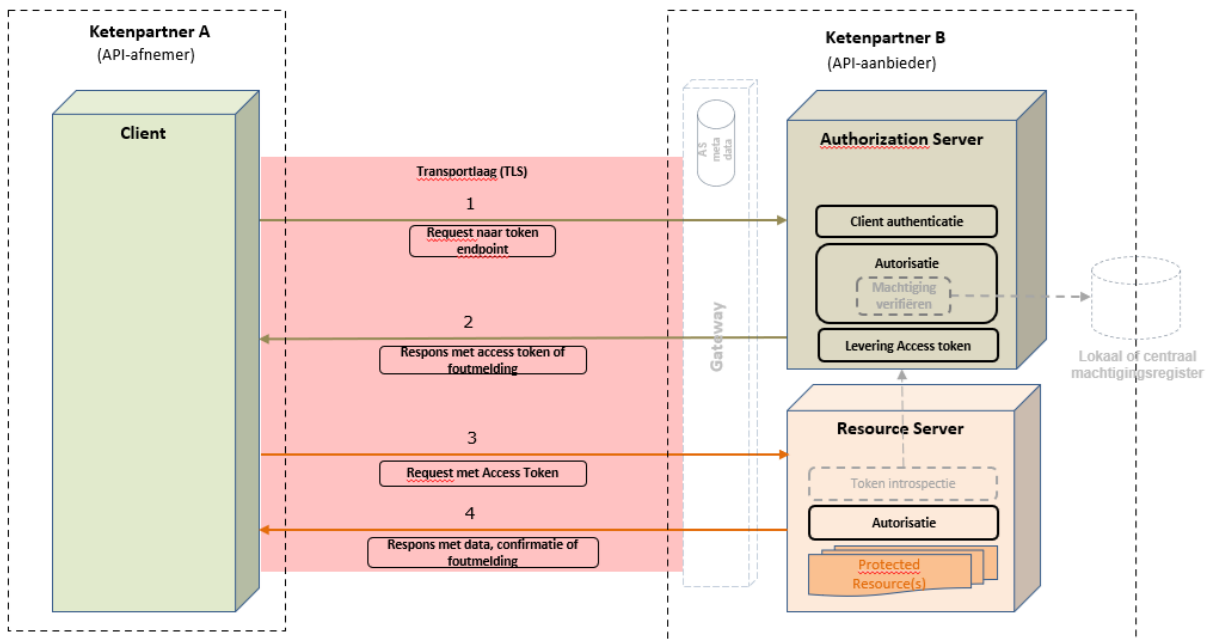 Ketenpartner A
(API-afnemer)
Client
Transportlaag (TLS)
1
Request naar token
endpoint
2
Respons met access token of
foutmelding
3
Request met Access Token
4
Respons met data, confirmatie of
foutmelding
Ketenpartner B
(API-aanbieder)
AS
meta
data
Gateway
Authorization Server
Client authenticatie
Autorisatie
Machtiging
verifiëren
Levering Access token
Lokaal of centraal
machtigingsregister
Resource Server
Token introspectie
Autorisatie
Protected
Resource(s)